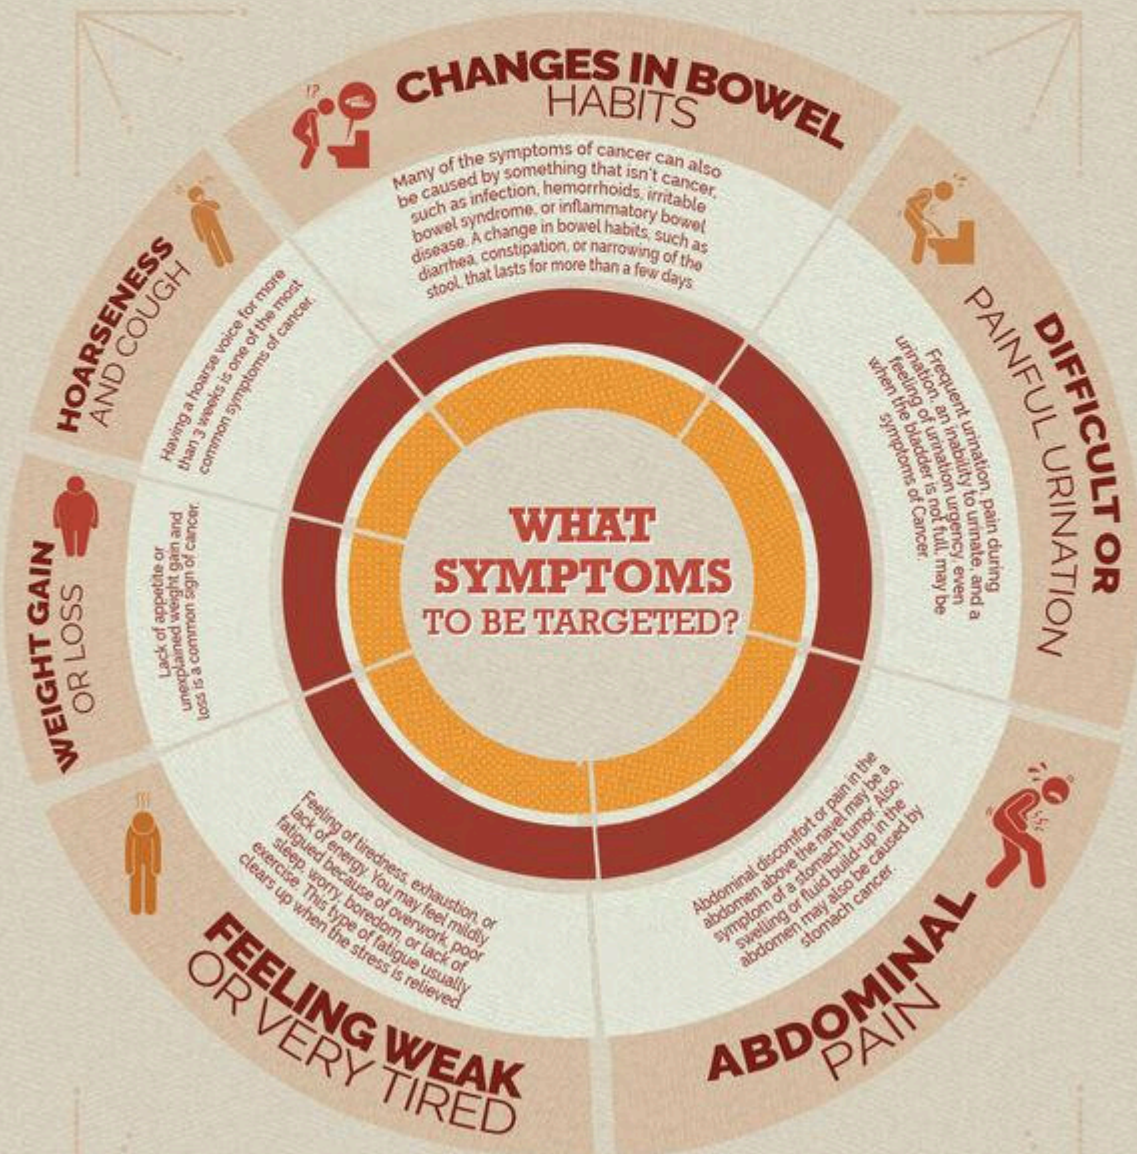 WHAT
SYMPTOMS
TO BE TARGETED?
CHANGES IN BOWEL
HABITS
!?
Many of the symptoms of cancer can also
be caused by something that isn't cancer,
such as infection, hemorrhoids, irritable
bowel syndrome, or inflammatory bowel
disease. A change in bowel habits, such as
diarrhea, constipation, or narrowing of the
stool, that lasts for more than a few days.
DIFFICULT OR
PAINFUL URINATION
Frequent urination, pain during
urination, an inability to urinate, and a
feeling of urination urgency, even
when the bladder is not full, may be
symptoms of Cancer.
ABDOMINAL
PAIN
Abdominal discomfort or pain in the
abdomen above the navel may be a
symptom of a stomach tumor. Also,
swelling or fluid build-up in the
abdomen may also be caused by
stomach cancer.
FEELING WEAK
OR VERY TIRED
Feeling of tiredness, exhaustion, or
lack of energy. You may feel mildly
fatigued because of overwork, poor
sleep, worry, boredom, or lack of
exercise. This type of fatigue usually
clears up when the stress is relieved.
WEIGHT GAIN
OR LOSS
Lack of appetite or
unexplained weight gain and
loss is a common sign of cancer.
HOARSENESS
AND COUGH
Having a hoarse voice for more
than 3 weeks is one of the most
common symptoms of cancer.